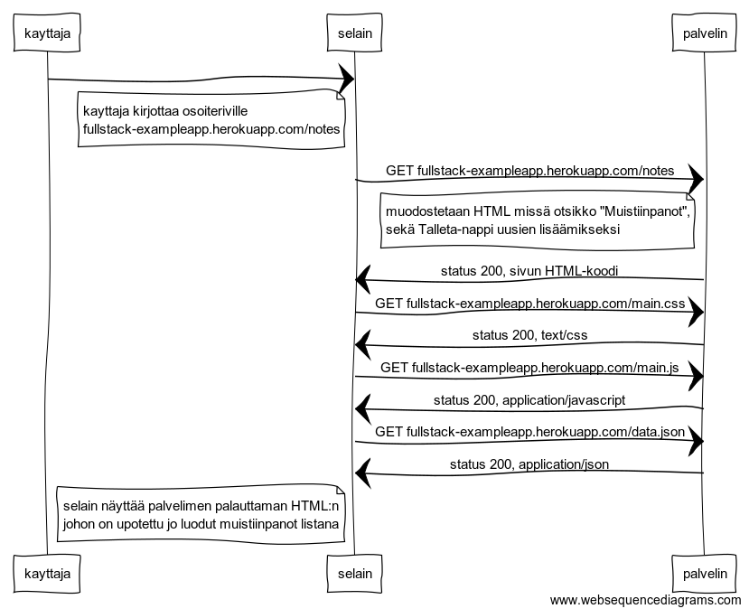 kayttaja selain palvelin
kayttaja kirjottaa osoiteriville
fullstack-exampleapp.herokuapp.com/notes
GET fullstack-exampleapp.herokuapp.com/notes
muodostetaan HTML missä otsikko "Muistiinpanot",
sekä Talleta-nappi uusien lisäämikseksi
status 200, sivun HTML-koodi
GET fullstack-exampleapp.herokuapp.com/main.css
status 200, text/css
GET fullstack-exampleapp.herokuapp.com/main.js
status 200, application/javascript
GET fullstack-exampleapp.herokuapp.com/data.json
status 200, application/json
selain näyttää palvelimen palauttaman HTML:n
johon on upotettu jo luodut muistiinpanot listana
kayttaja selain palvelin
www.websequencediagrams.com